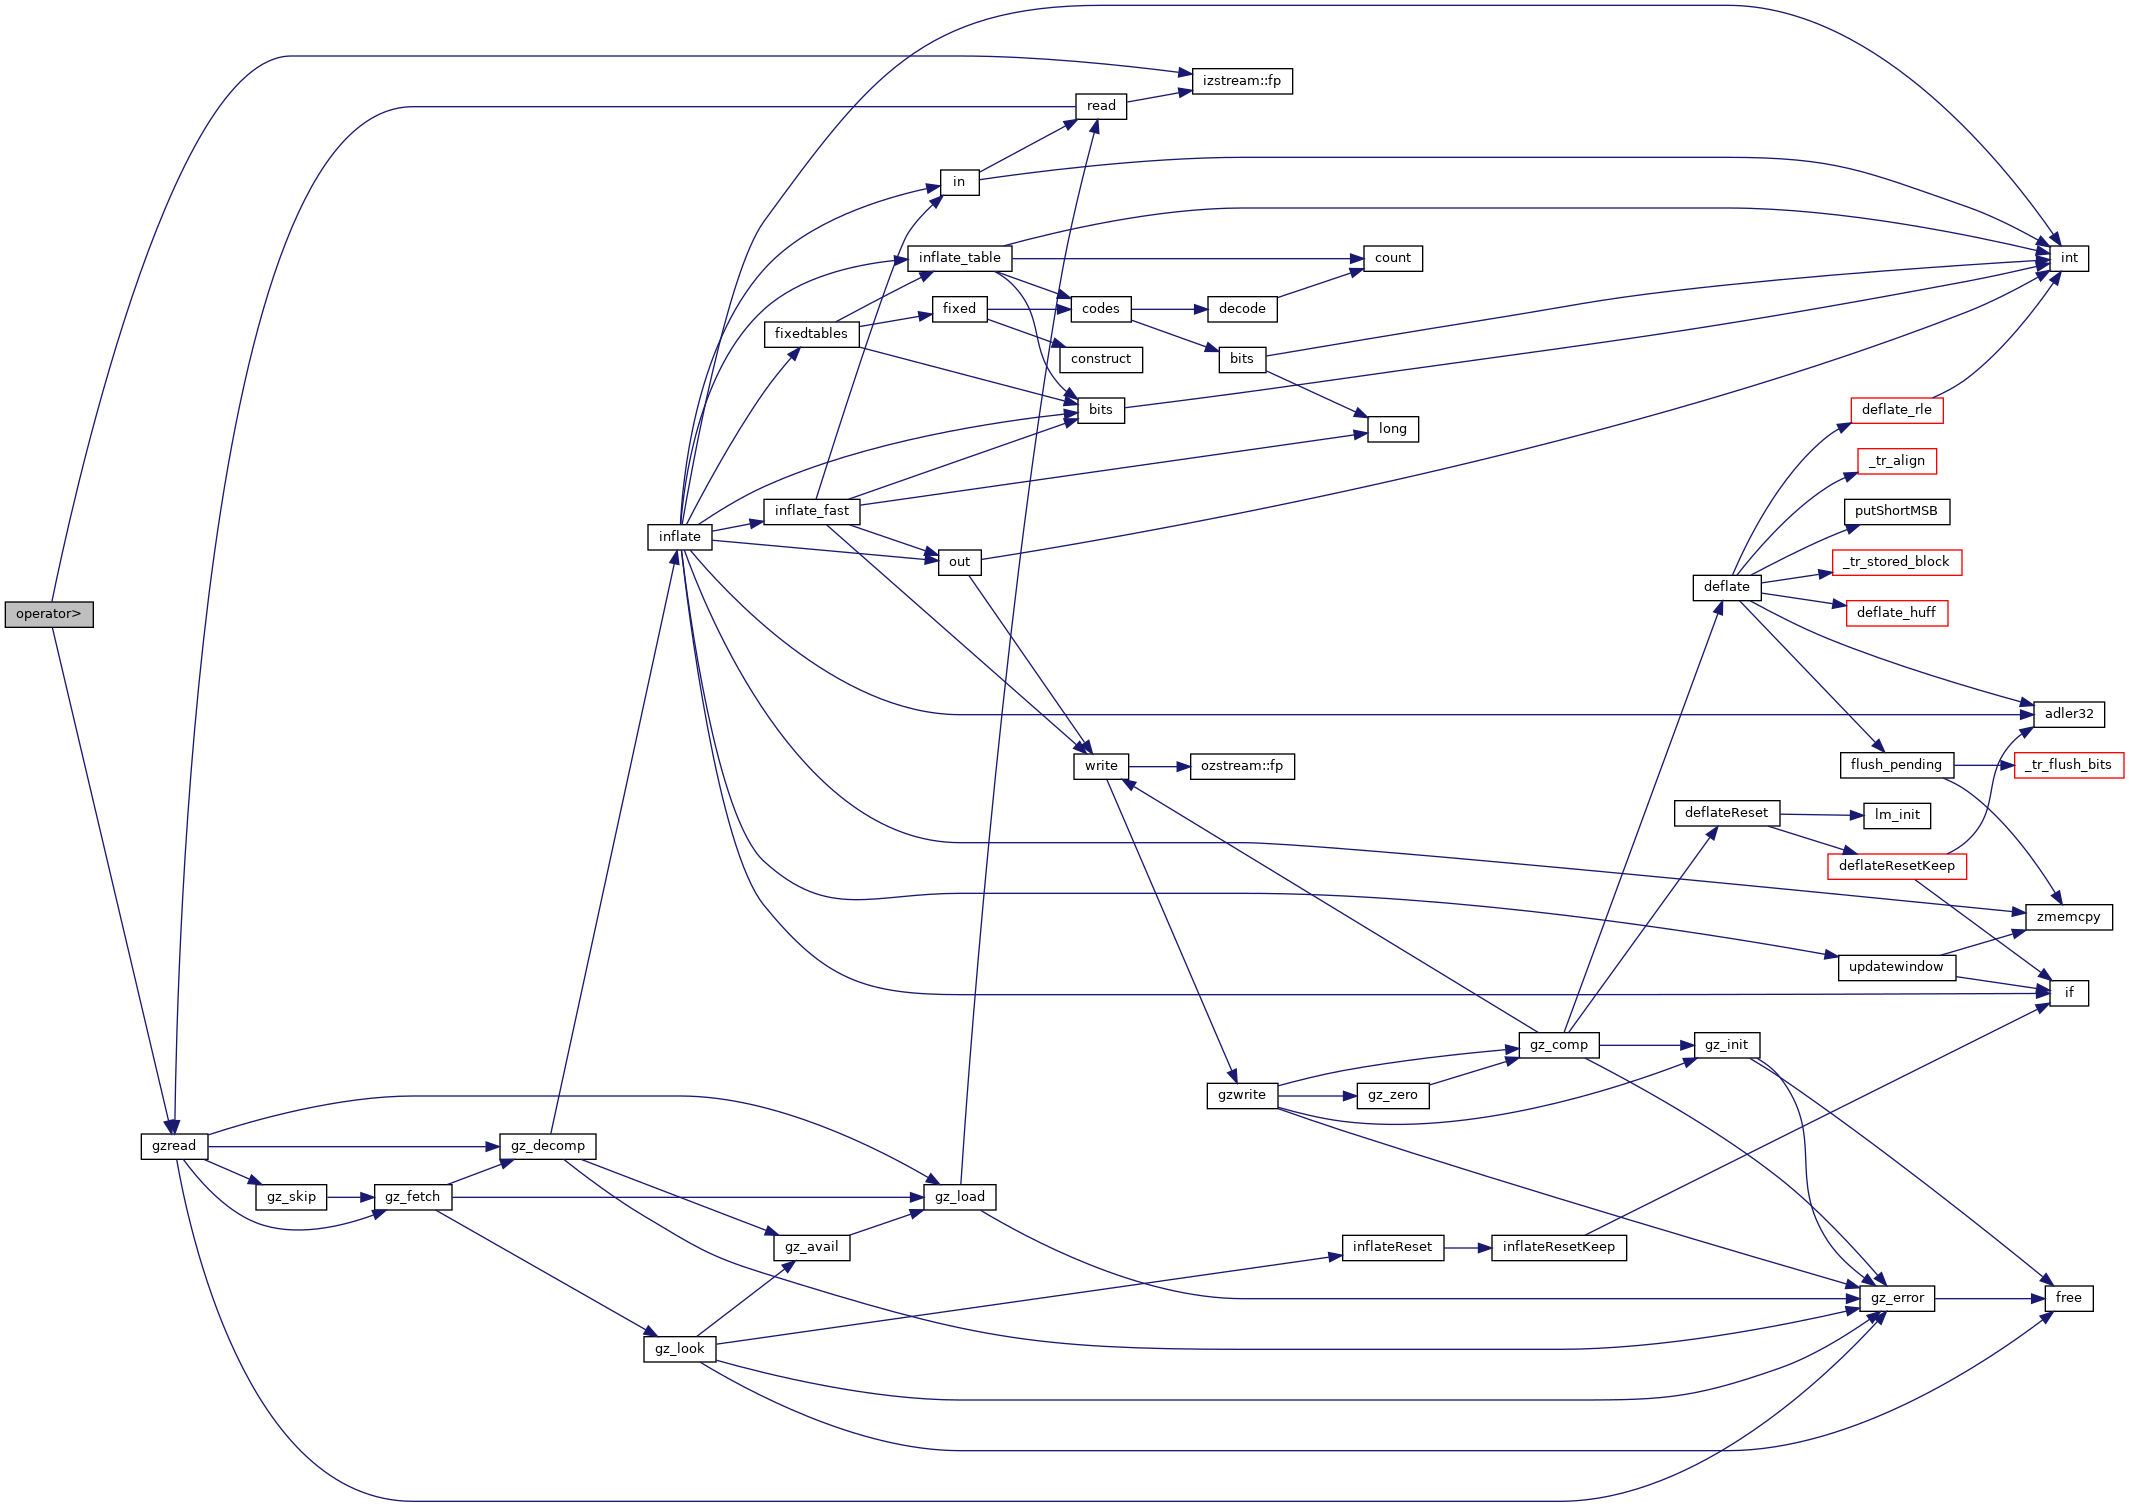 izstream::fp
read
in
int
inflate_table
count
codes
decode
fixed
fixedtables
construct
bits
bits
long
deflate_rle
_tr_align
putShortMSB
inflate_fast
inflate
out
_tr_stored_block
deflate
deflate_huff
operator>
adler32
write
ozstream::fp
flush_pending
_tr_flush_bits
deflateReset
lm_init
deflateResetKeep
zmemcpy
updatewindow
if
gz_comp
gz_init
gzwrite
gz_zero
gzread
gz_decomp
gz_skip
gz_fetch
gz_load
gz_avail
inflateReset
inflateResetKeep
gz_error
free
gz_look